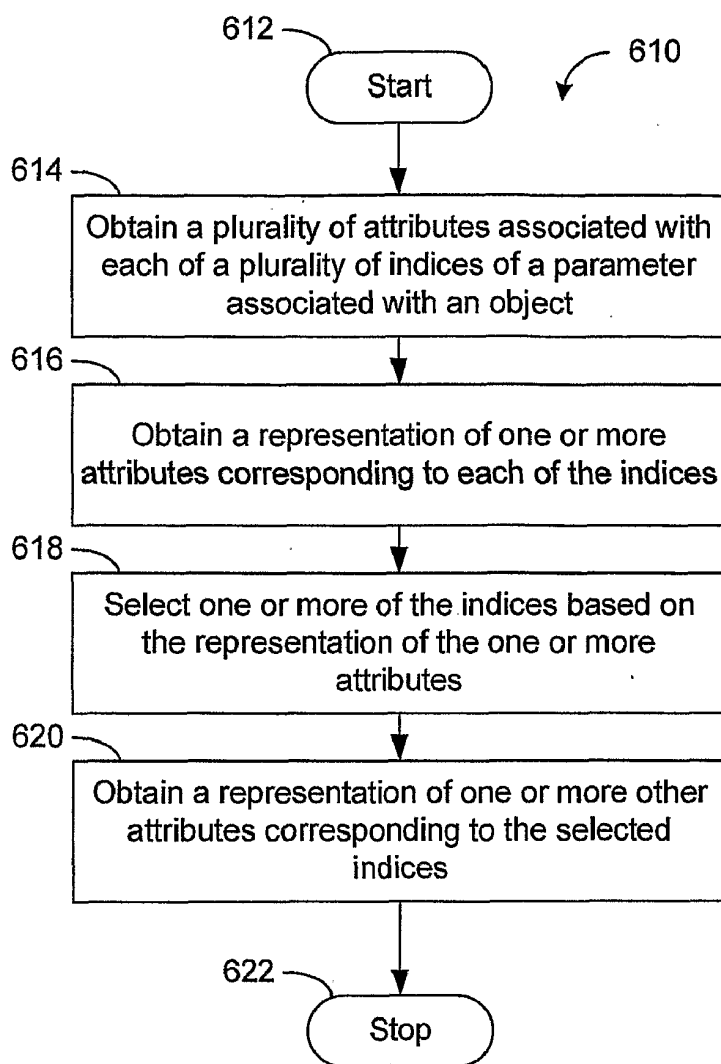 612
Start
610
614
Obtain a plurality of attributes associated with
each of a plurality of indices of a parameter
associated with an object
616
Obtain a representation of one or more
attributes corresponding to each of the indices
618
Select one or more of the indices based on
the representation of the one or more
attributes
620
Obtain a representation of one or more other
attributes corresponding to the selected
indices
622
Stop